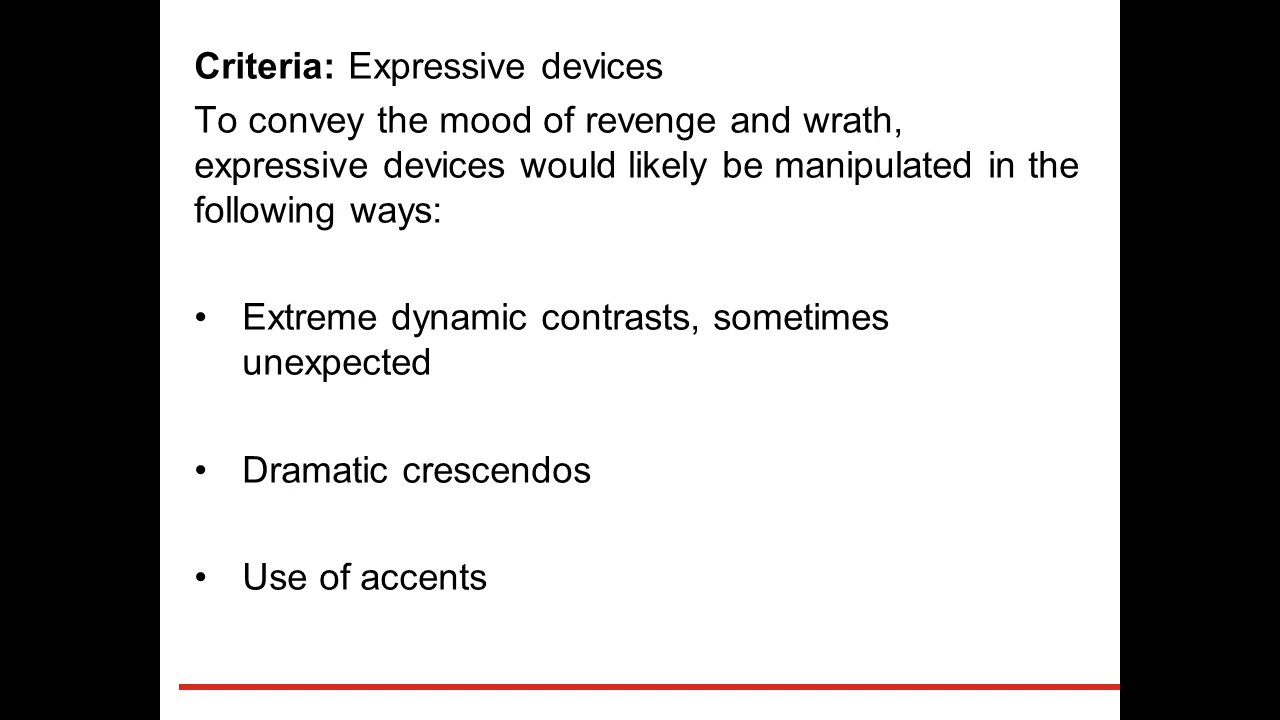 Criteria: Expressive devices
To convey the mood of revenge and wrath,
expressive devices would likely be manipulated in the
following ways:
• Extreme dynamic contrasts, sometimes
unexpected
• Dramatic crescendos
• Use of accents